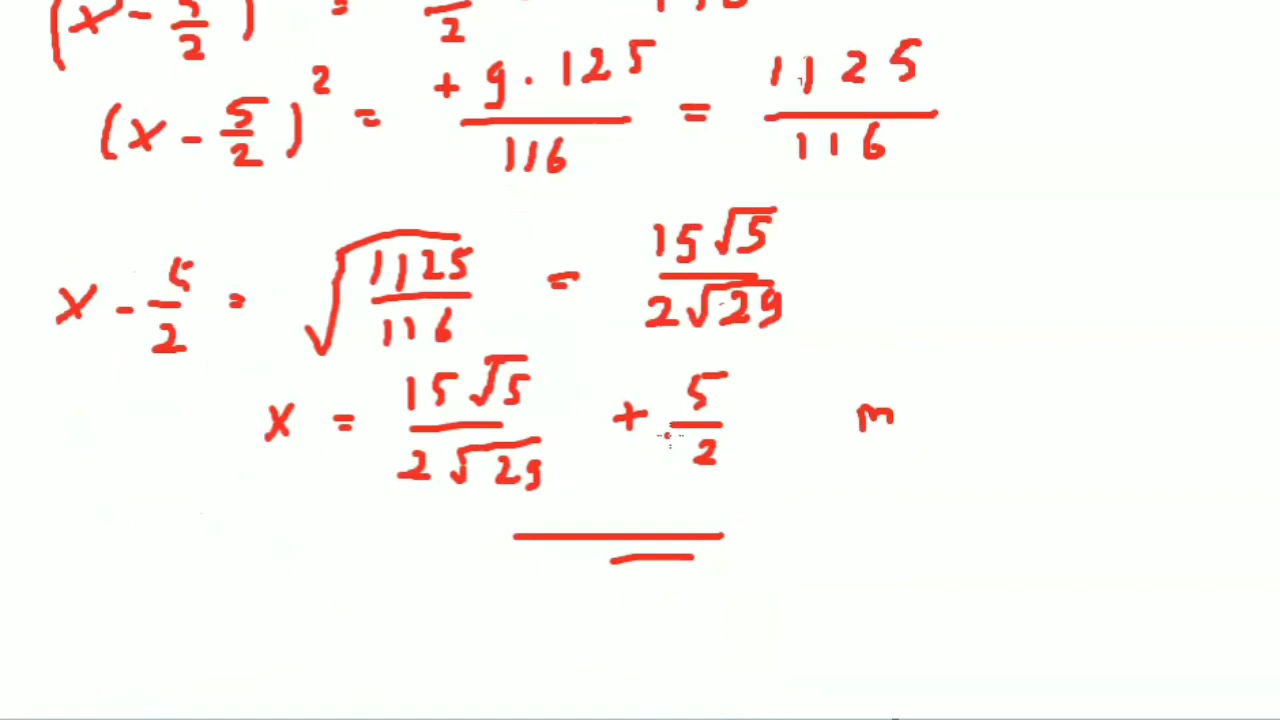 (x - 5/2)² = +9·125/116 = 1125/116
x - 5/2 = √(1125/116) = 15√5/2√29
x = 15√5/2√29 + 5/2 m